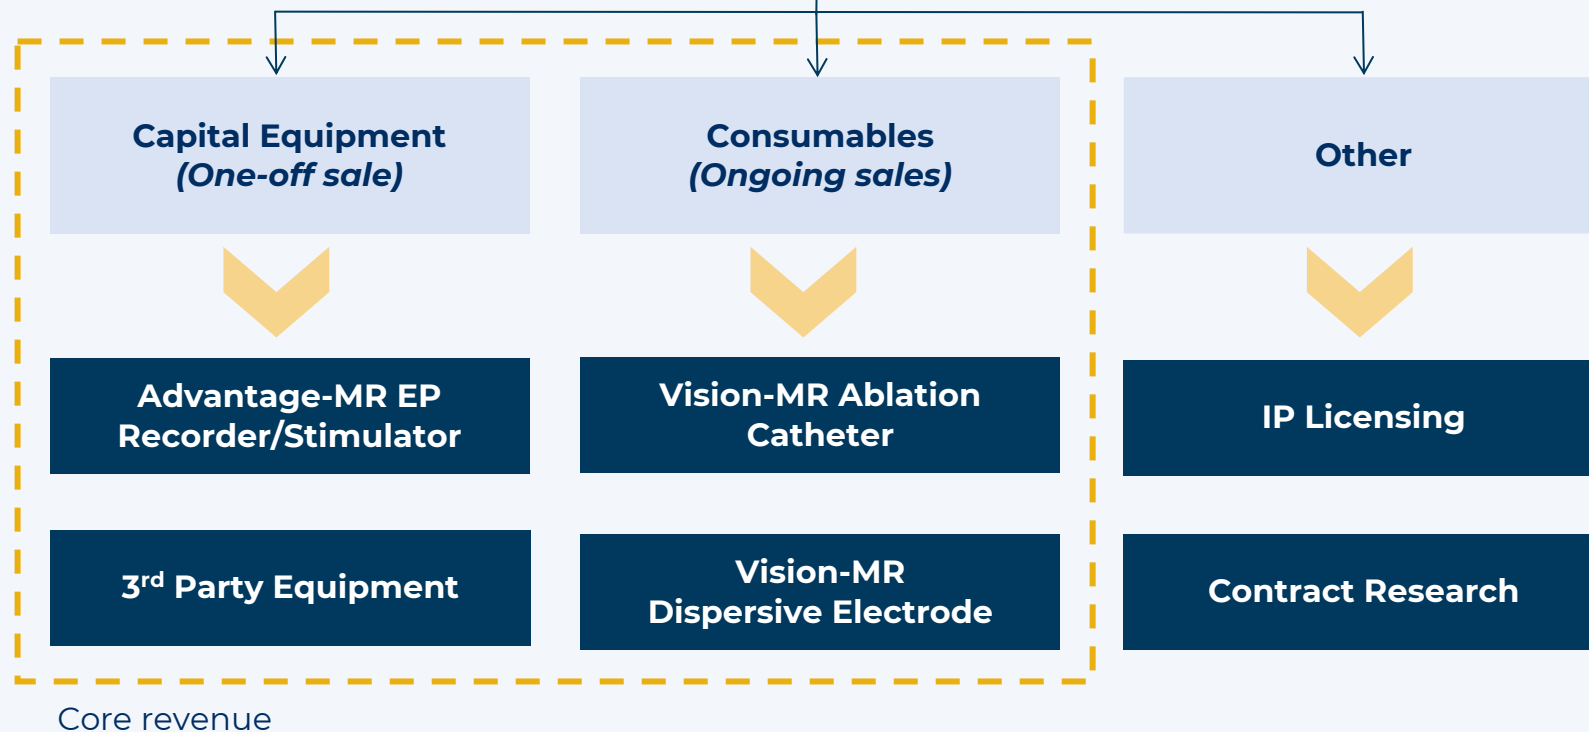 Capital Equipment
(One-off sale)
Consumables
(Ongoing sales)
Other
Advantage-MR EP
Recorder/Stimulator
Vision-MR Ablation
Catheter
IP Licensing
3rd Party Equipment
Vision-MR
Dispersive Electrode
Contract Research
Core revenue